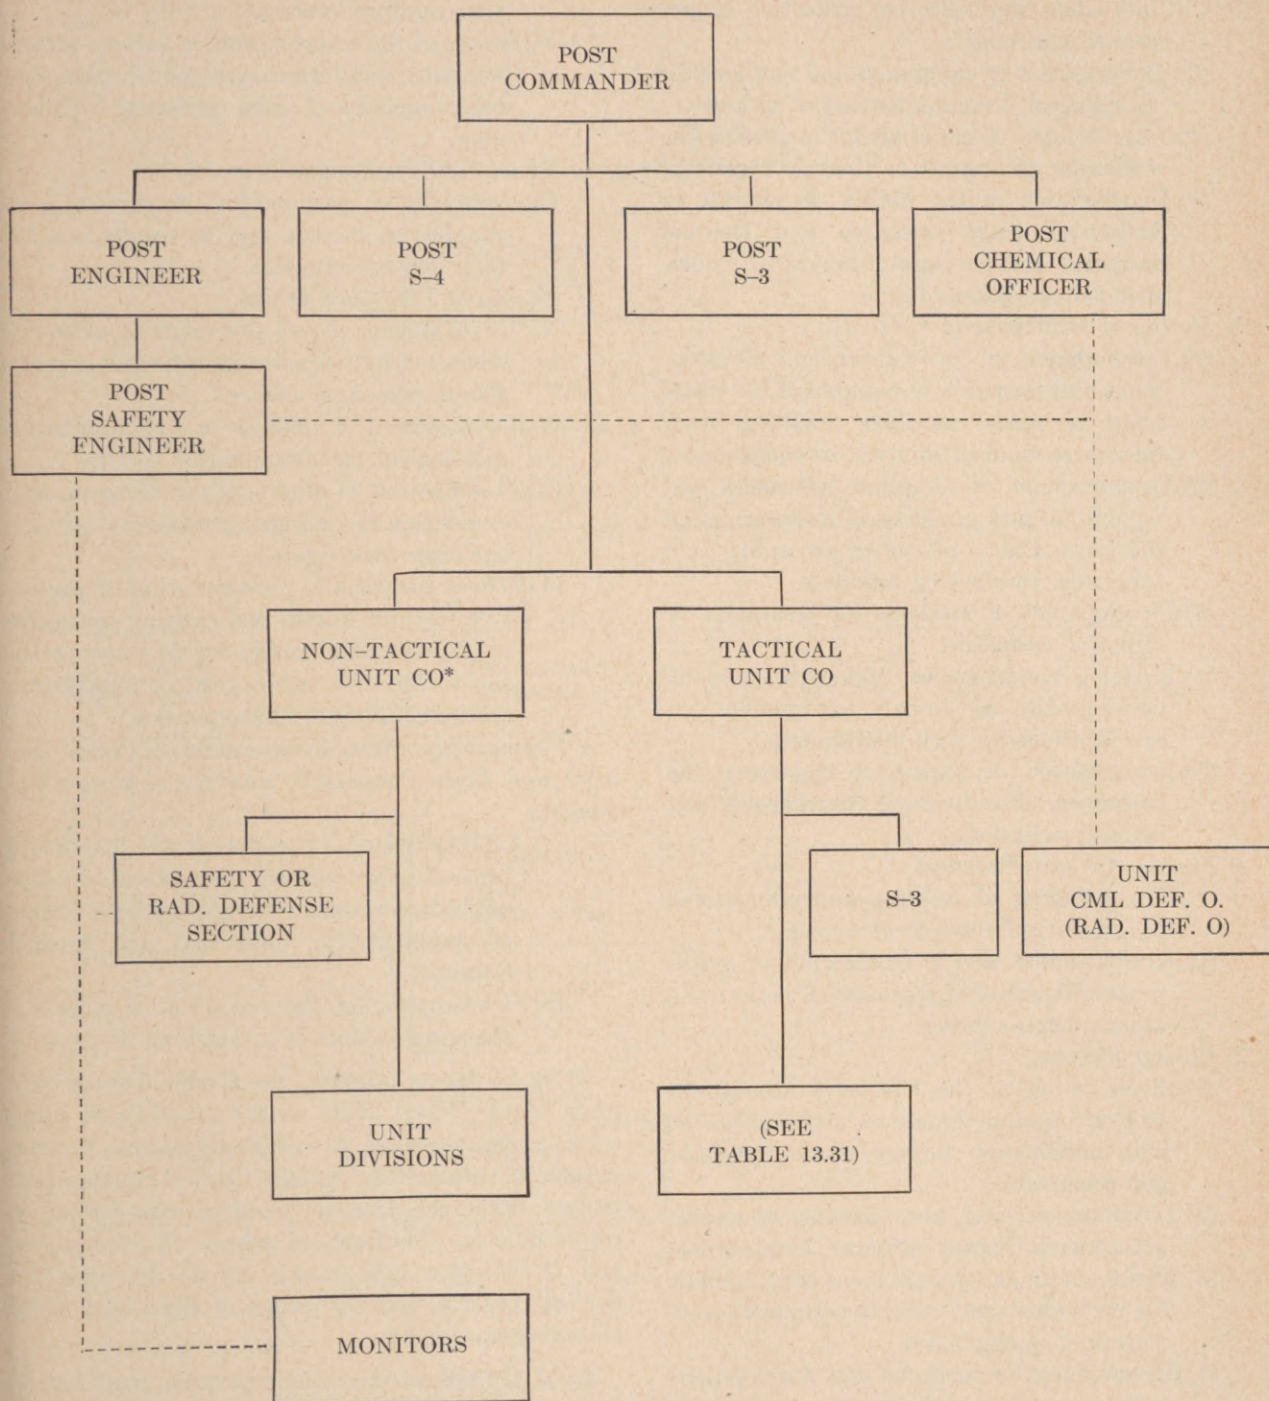 POST
COMMANDER
POST
ENGINEER
POST
S–4
POST
S–3
POST
CHEMICAL
OFFICER
POST
SAFETY
ENGINEER
NON–TACTICAL
UNIT CO*
TACTICAL
UNIT CO
SAFETY OR
RAD. DEFENSE
SECTION
S–3
UNIT
CML DEF. O.
(RAD. DEF. O)
UNIT
DIVISIONS
(SEE
TABLE 13.31)
MONITORS